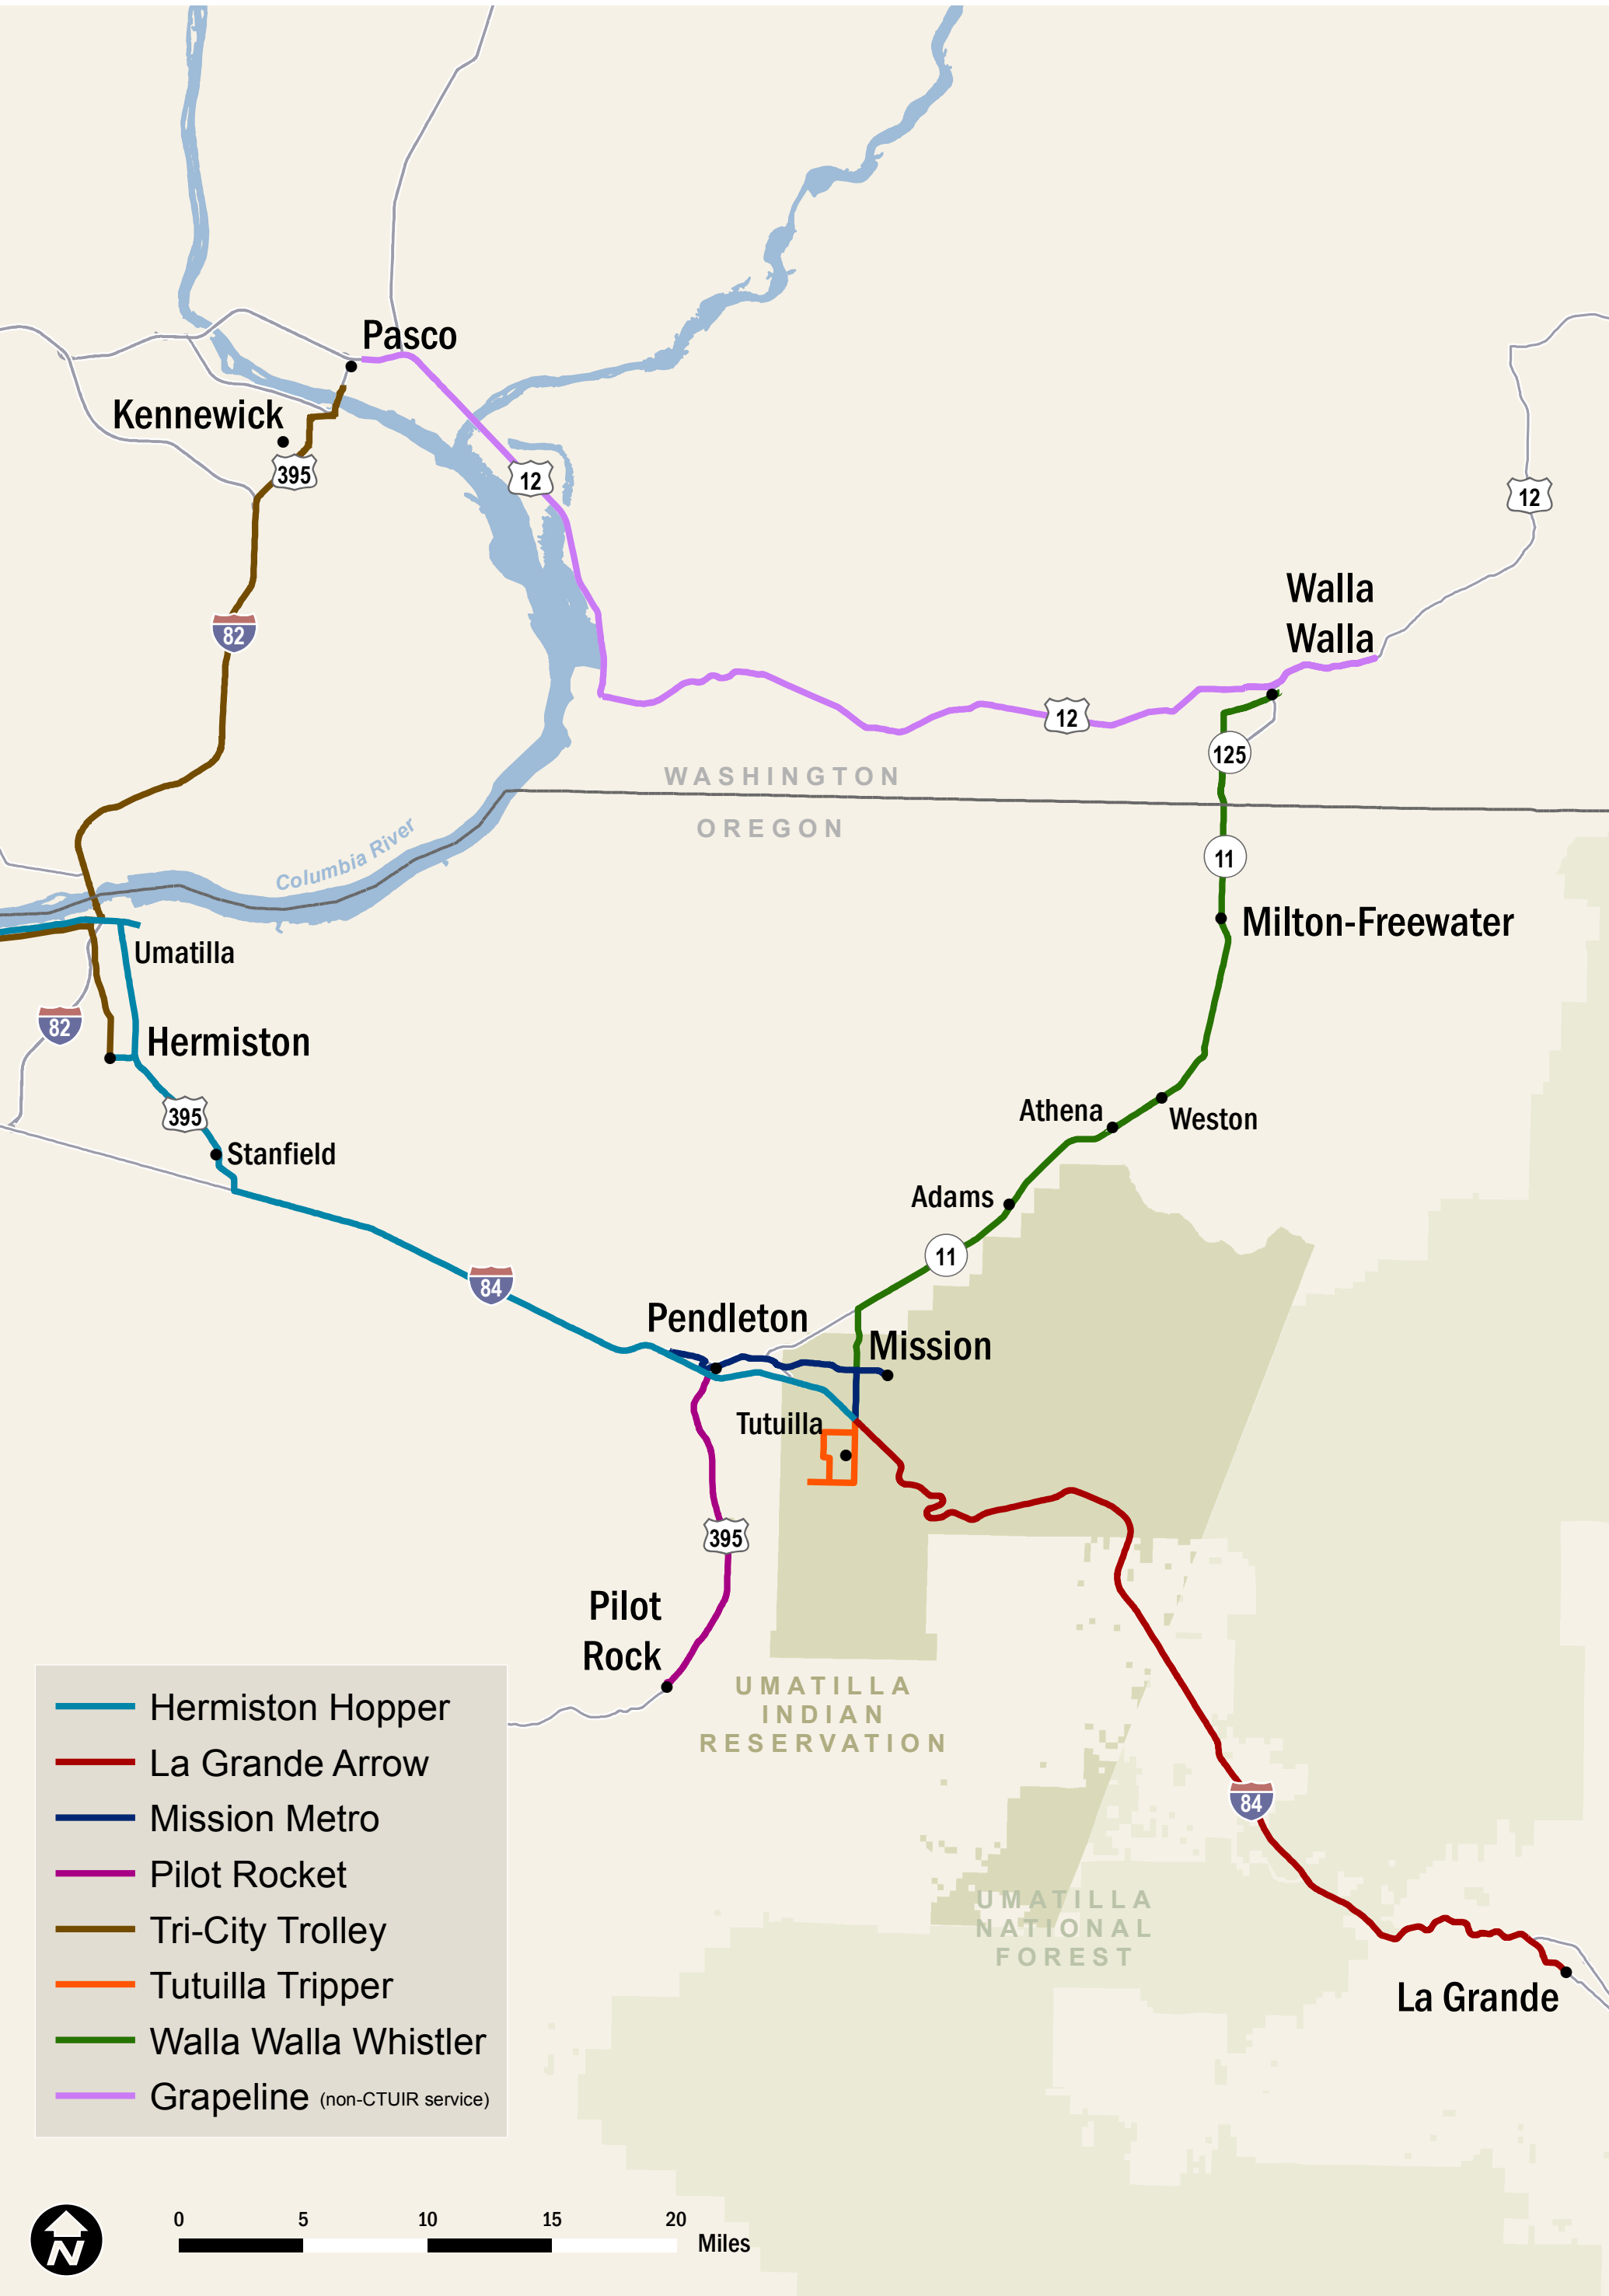 Pasco
Kennewick
395
12
12
82
Walla
Walla
12
125
WASHINGTON
OREGON
Columbia River
11
Milton-Freewater
Umatilla
82
Hermiston
395
Athena
Weston
Stanfield
Adams
11
84
Pendleton
Mission
Tutuilla
395
Pilot
Rock
UMATILLA
INDIAN
RESERVATION
84
UMATILLA
NATIONAL
FOREST
La Grande
Hermiston Hopper
La Grande Arrow
Mission Metro
Pilot Rocket
Tri-City Trolley
Tutuilla Tripper
Walla Walla Whistler
Grapeline (non-CTUIR service)
N
0 5 10 15 20
Miles